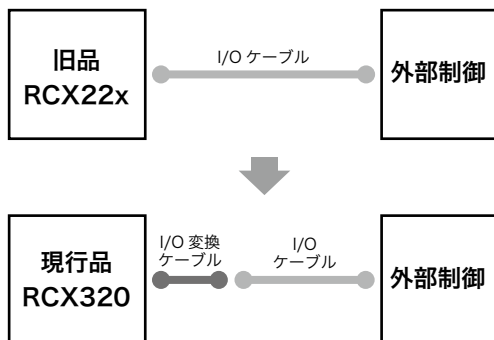 旧品
RCX22x
I/O ケーブル
外部制御
現行品
RCX320
I/O 変換
ケーブル
I/O
ケーブル
外部制御